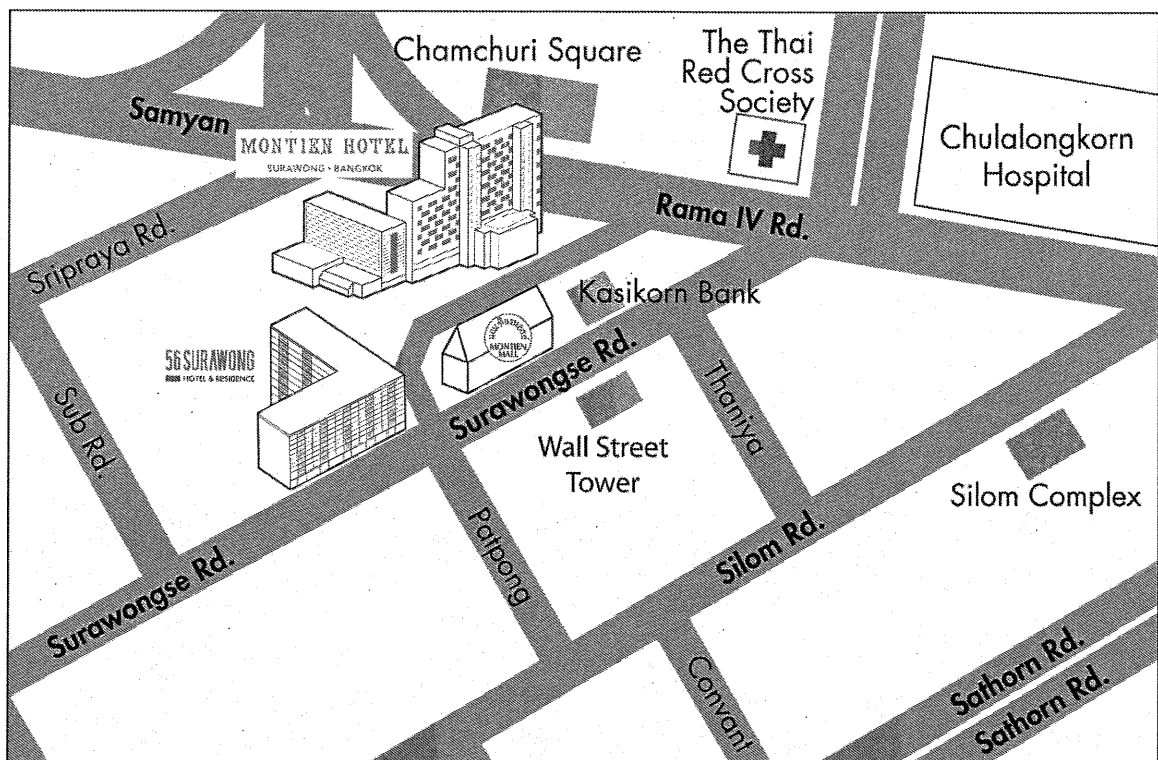 Chamchuri Square
The Thai
Red Cross
Society
Chulalongkorn
Hospital
Samyan
MONTIEN HOTEL
SURAWONG • BANGKOK
Rama IV Rd.
Sripraya Rd.
Kasikorn Bank
MONTIEN
MALL
56 SURAWONG
HOTEL & RESIDENCE
Sub Rd.
Surawongse Rd.
Thaniya
Wall Street
Tower
Silom Complex
Patpong
Silom Rd.
Surawongse Rd.
Convant
Sathorn Rd.
Sathorn Rd.